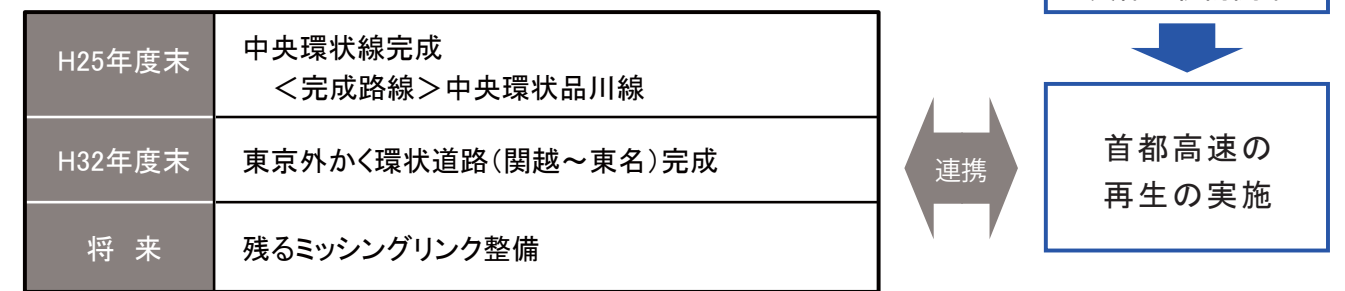 H25年度末
中央環状線完成
＜完成路線＞中央環状品川線
H32年度末
東京外かく環状道路(関越～東名)完成
将 来
残るミッシングリンク整備
連携
首都高速の
再生の実施